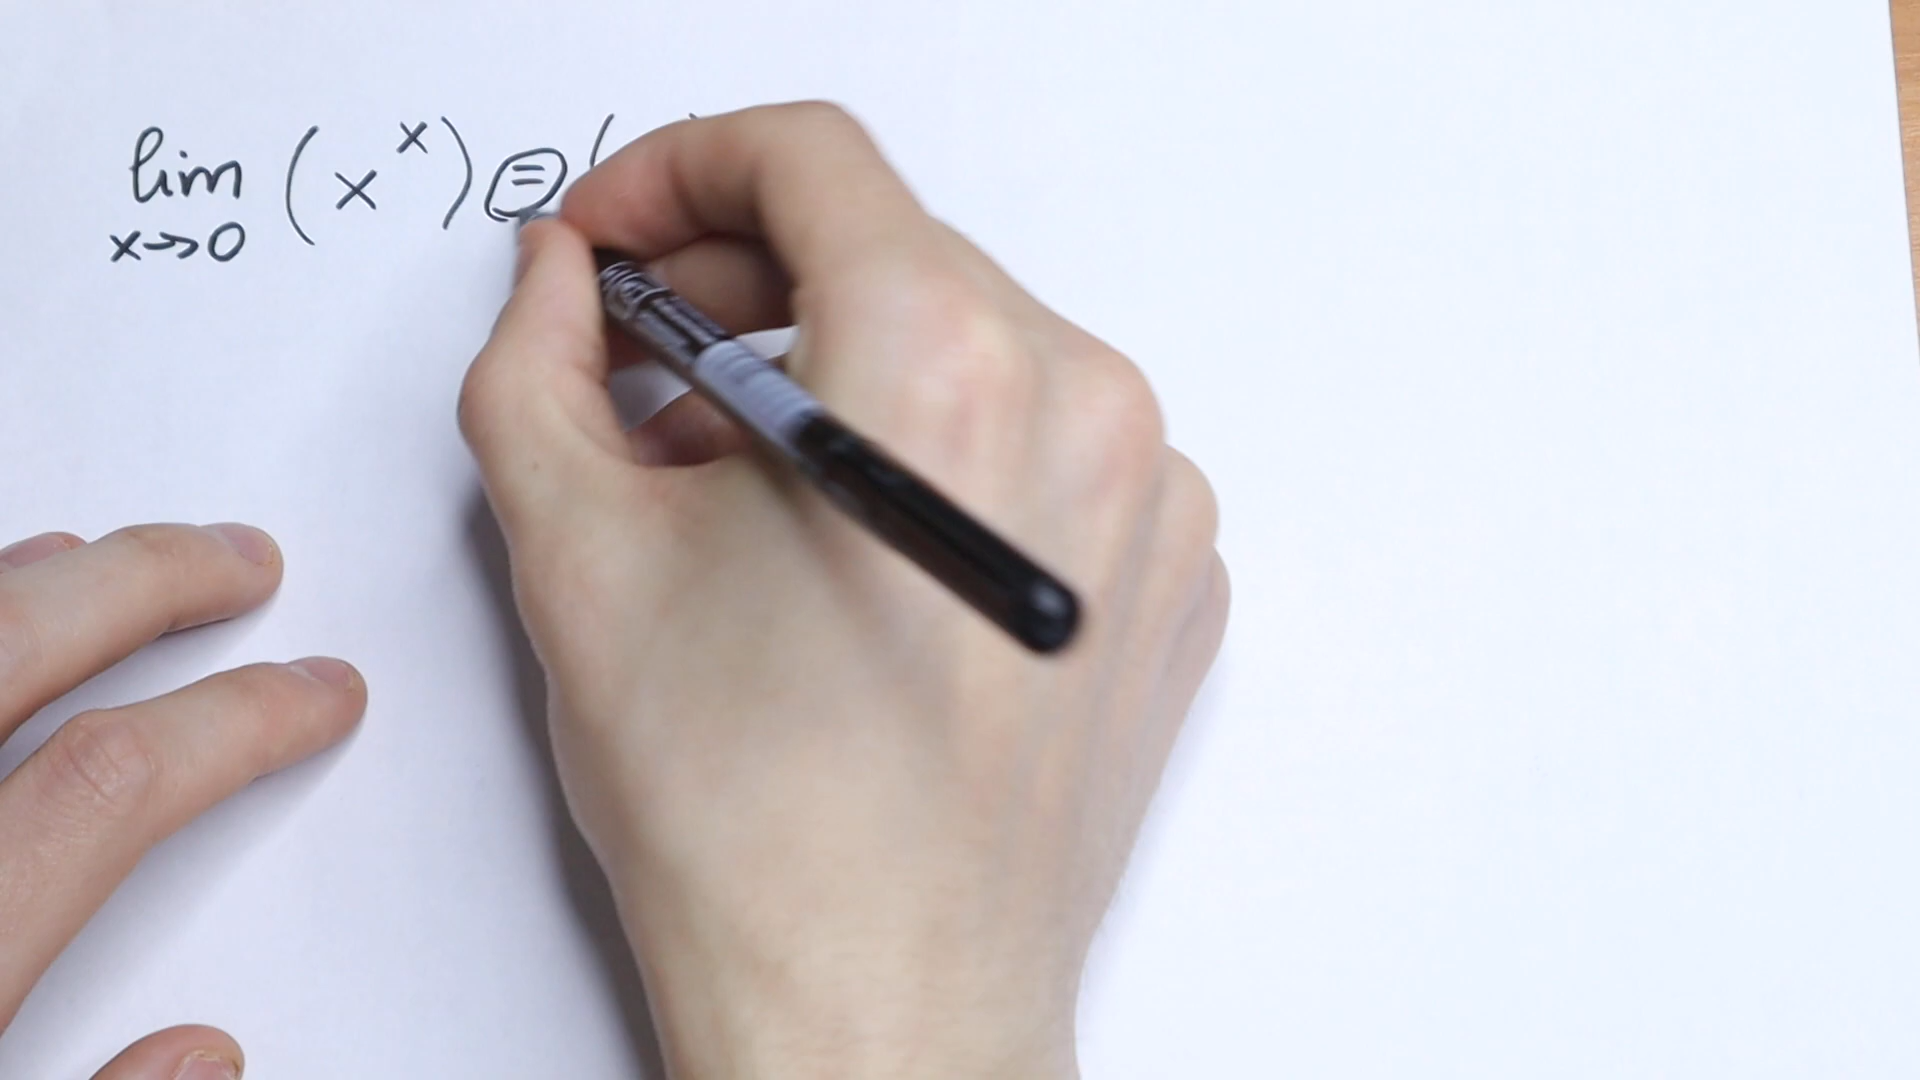 lim (x^x) = (
x→0